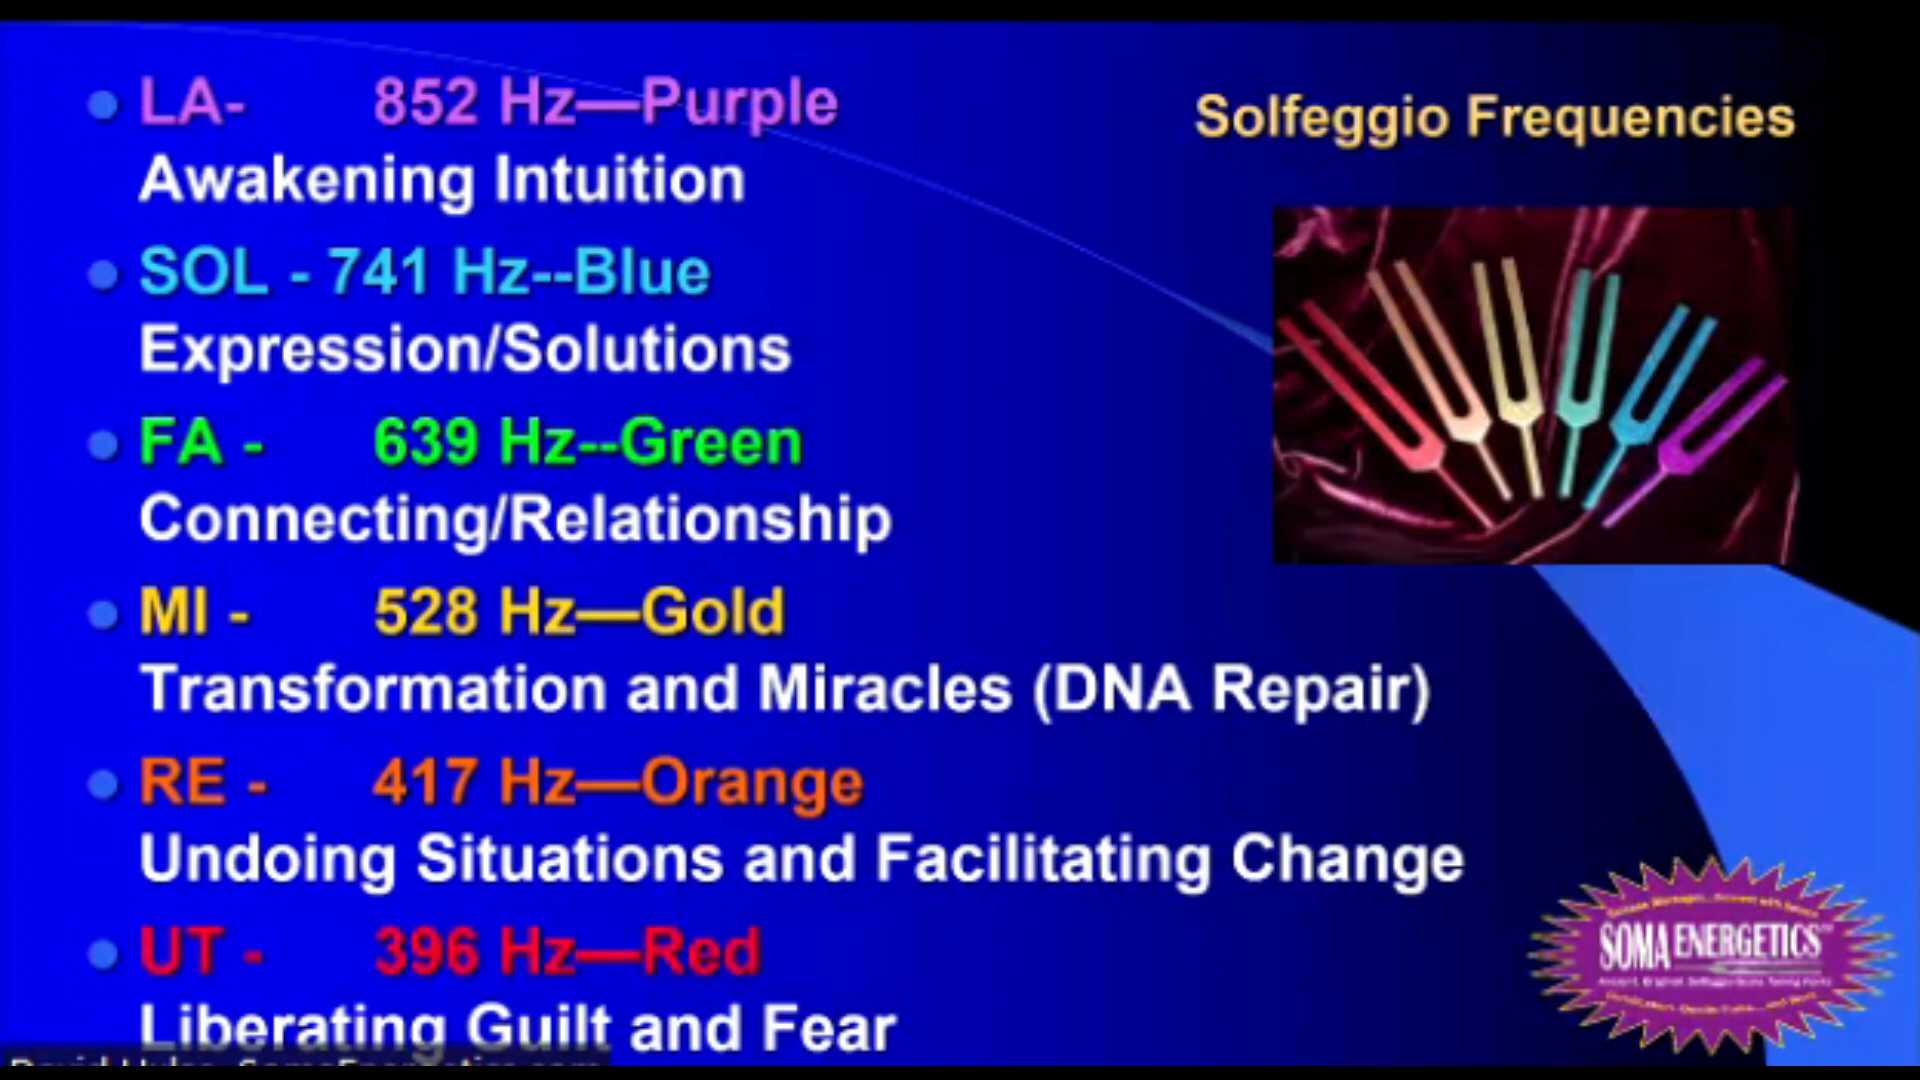 LA- 852 Hz—Purple
Awakening Intuition
SOL - 741 Hz--Blue
Expression/Solutions
FA - 639 Hz--Green
Connecting/Relationship
MI - 528 Hz—Gold
Transformation and Miracles (DNA Repair)
RE - 417 Hz—Orange
Undoing Situations and Facilitating Change
UT - 396 Hz—Red
Liberating Guilt and Fear
Solfeggio Frequencies
SOMA ENERGETICS